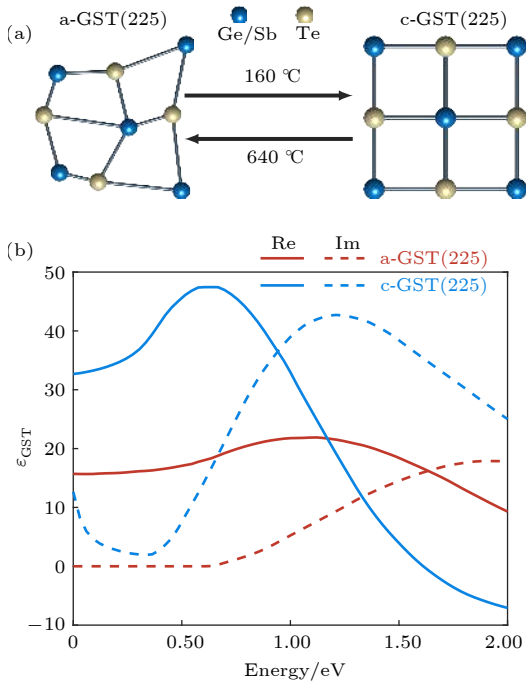 (a)
a-GST(225)
Ge/Sb
Te
c-GST(225)
160 ℃
640 ℃
(b)
Re Im
a-GST(225)
c-GST(225)
50
40
30
20
10
0
−10
εGST
0 0.50 1.00 1.50 2.00
Energy/eV